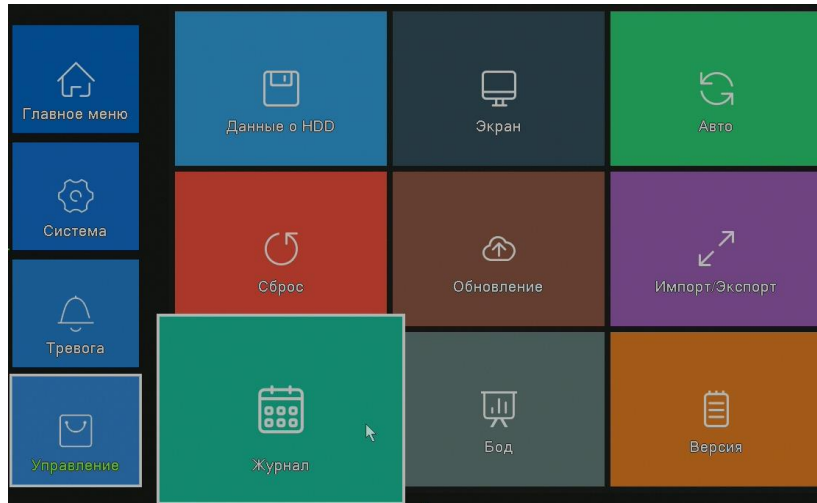 Главное меню
Данные о HDD
Экран
Авто
Система
Сброс
Обновление
Импорт/Экспорт
Тревога
Управление
Журнал
Бод
Версия